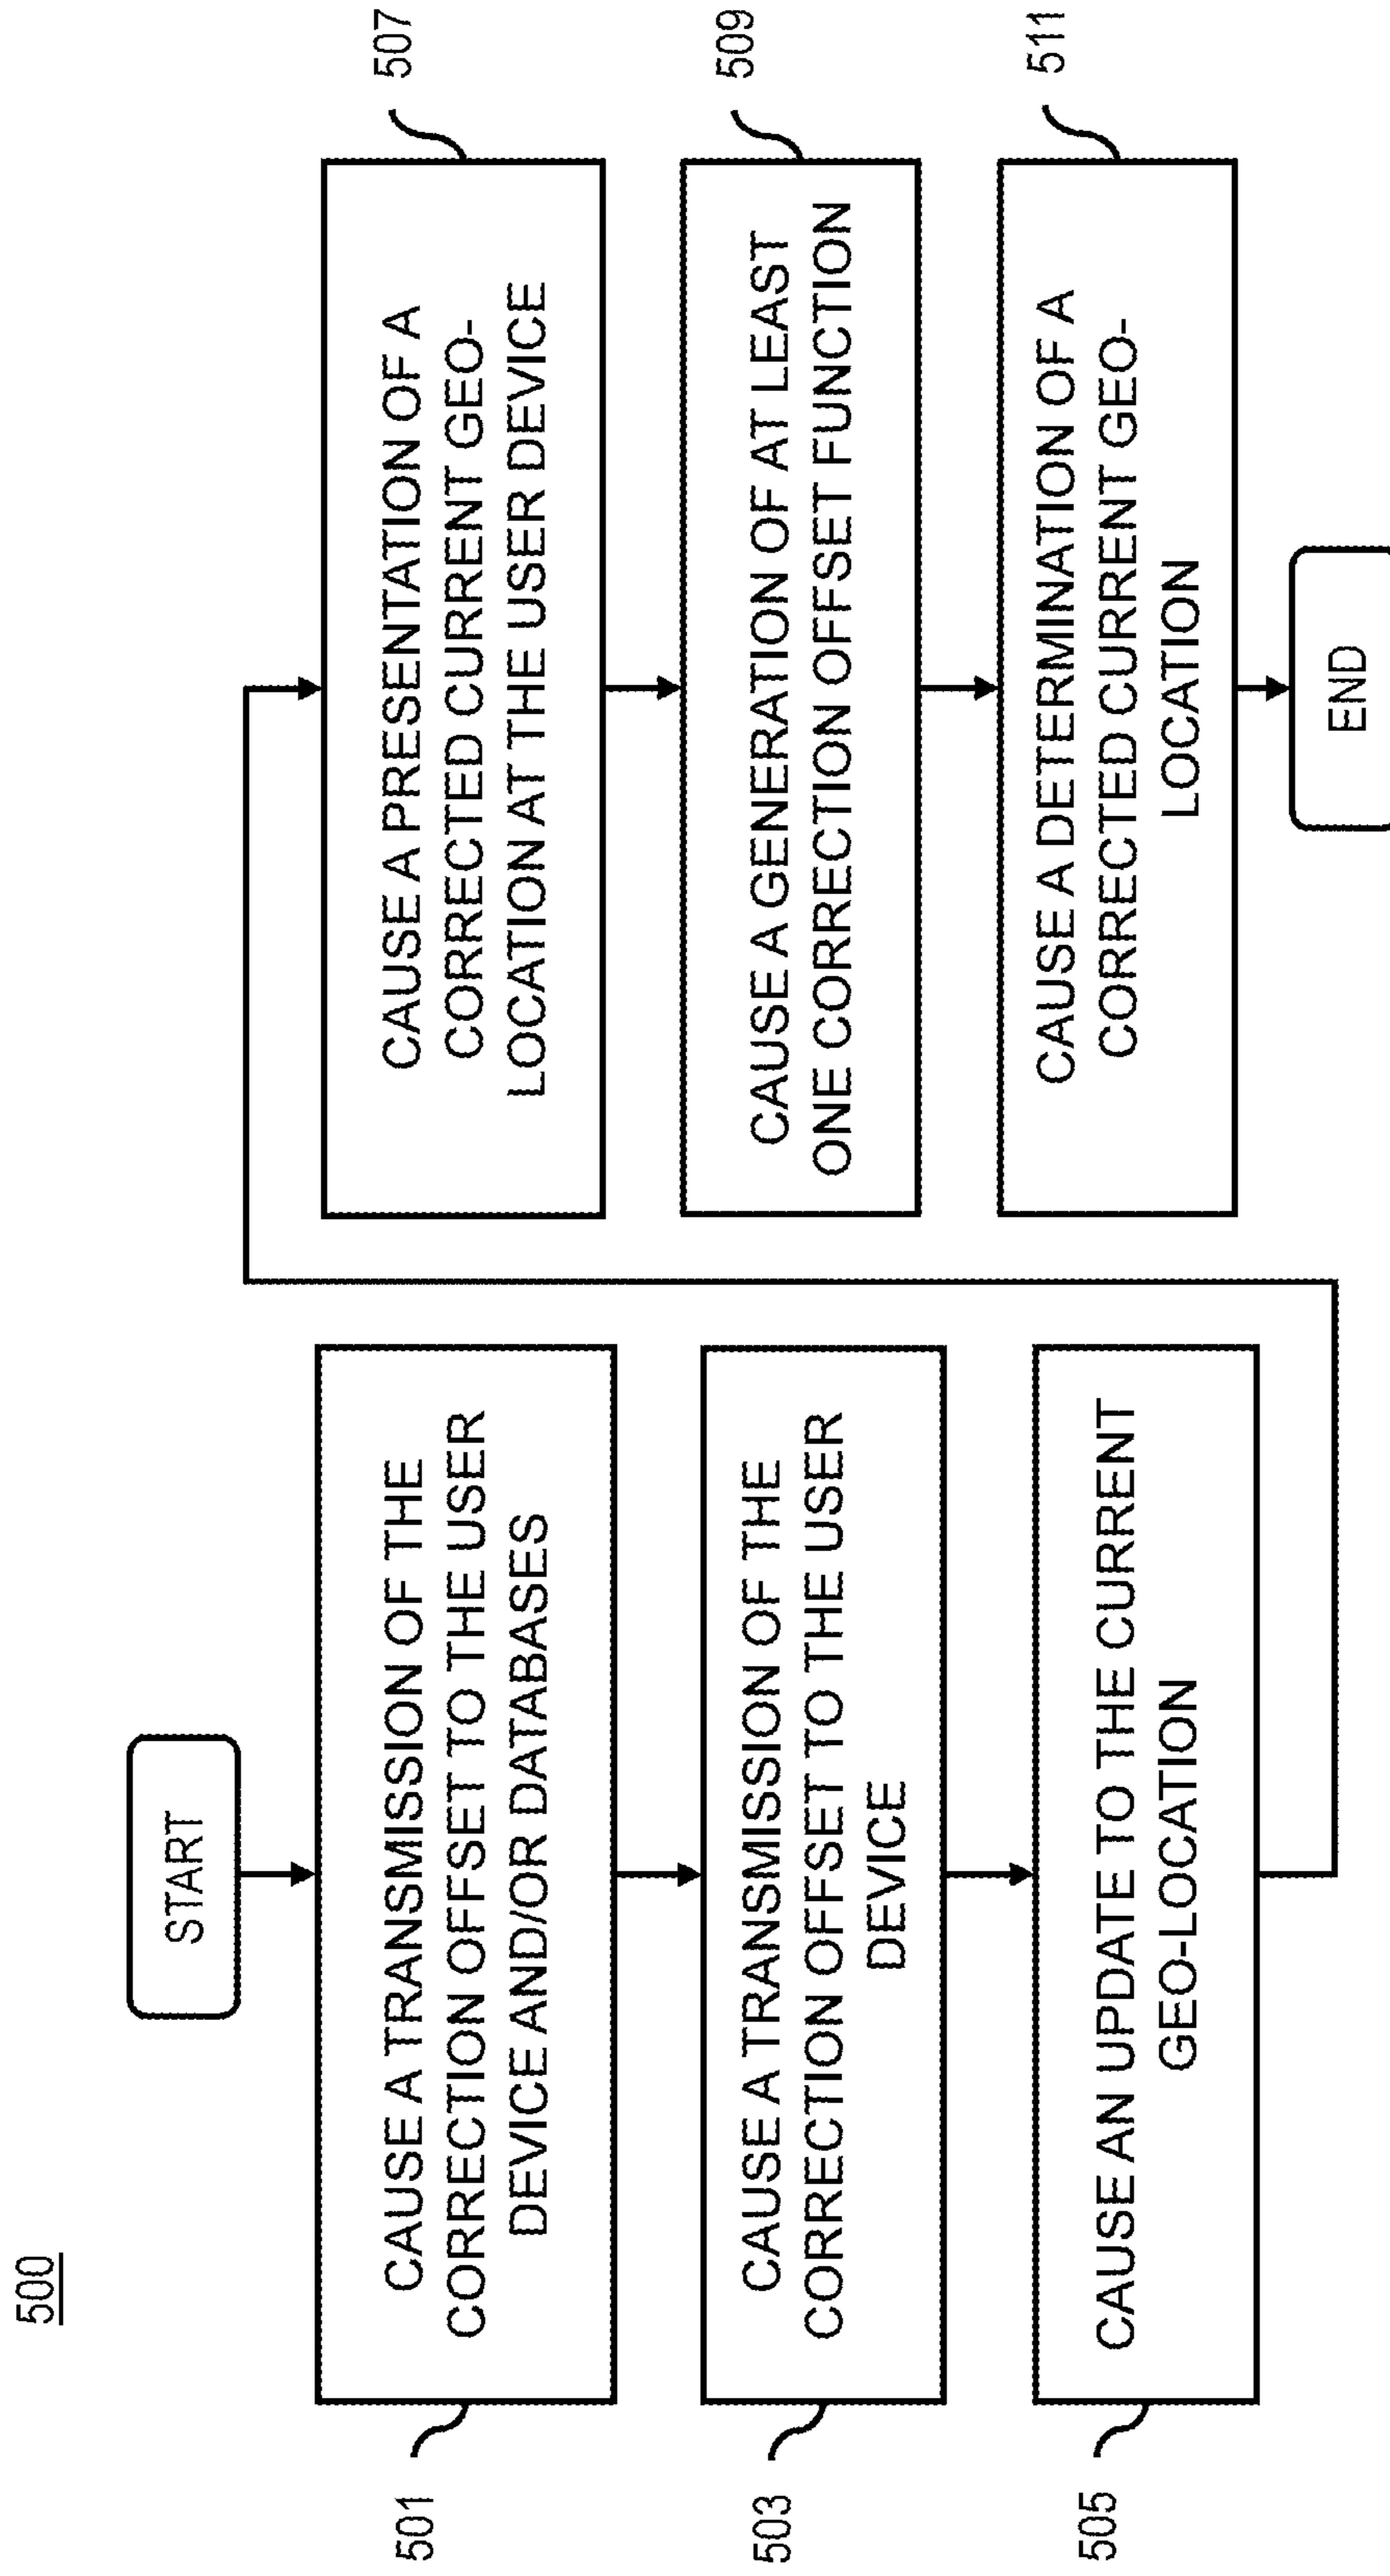 500
START
CAUSE A TRANSMISSION OF THE
CORRECTION OFFSET TO THE USER
DEVICE AND/OR DATABASES
501
CAUSE A TRANSMISSION OF THE
CORRECTION OFFSET TO THE USER
DEVICE
503
CAUSE AN UPDATE TO THE CURRENT
GEO-LOCATION
505
CAUSE A PRESENTATION OF A
CORRECTED CURRENT GEO-
LOCATION AT THE USER DEVICE
507
CAUSE A GENERATION OF AT LEAST
ONE CORRECTION OFFSET FUNCTION
509
CAUSE A DETERMINATION OF A
CORRECTED CURRENT GEO-
LOCATION
511
END